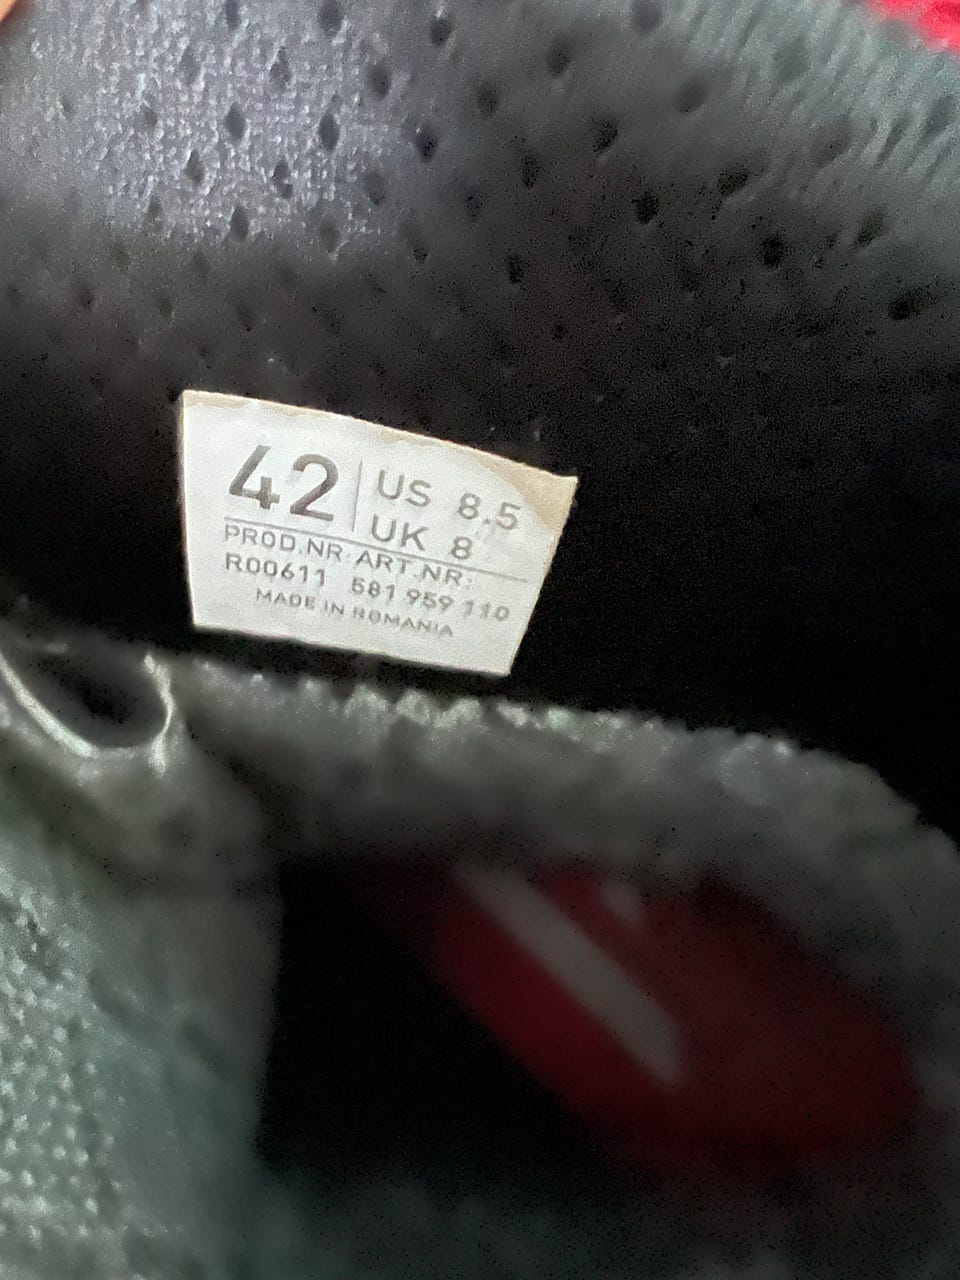 42 US 8.5
UK 8
PROD.NR. ART.NR:
R00611 581 959 110
MADE IN ROMANIA